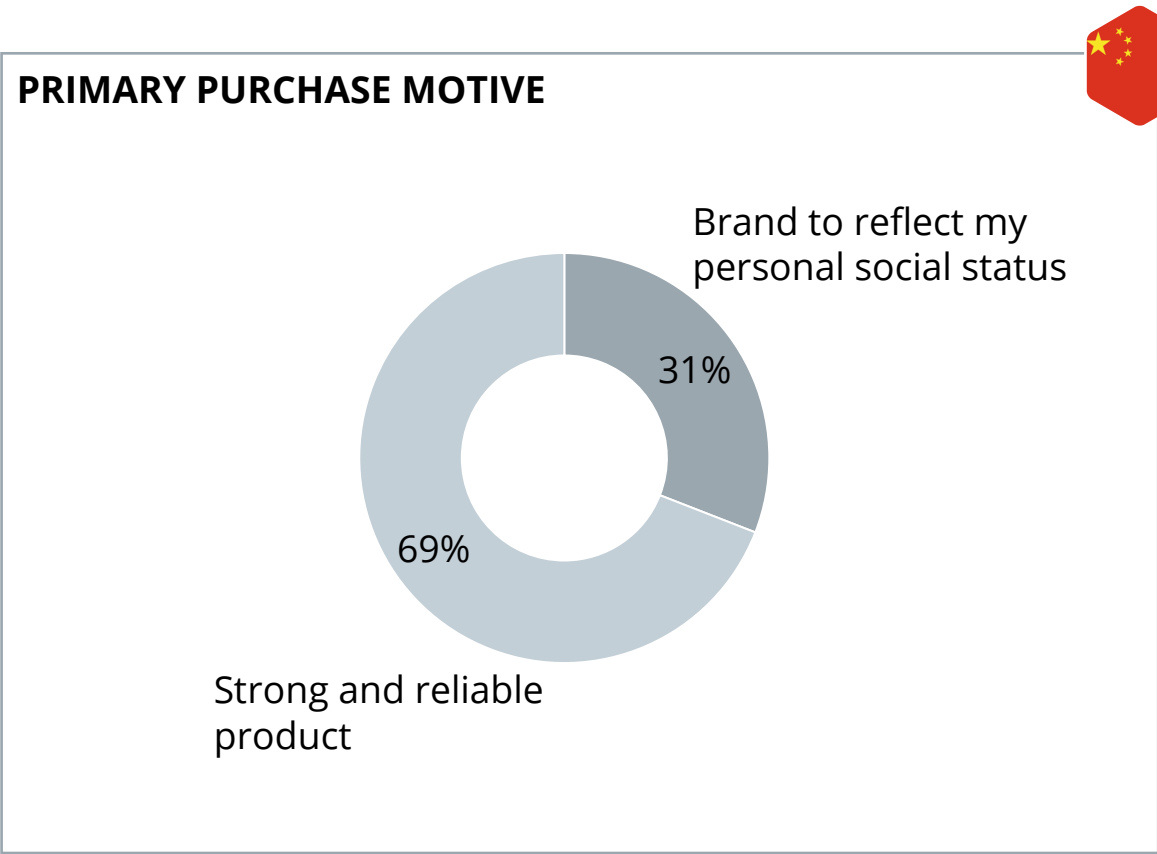 PRIMARY PURCHASE MOTIVE
Brand to reflect my
personal social status
31%
69%
Strong and reliable
product